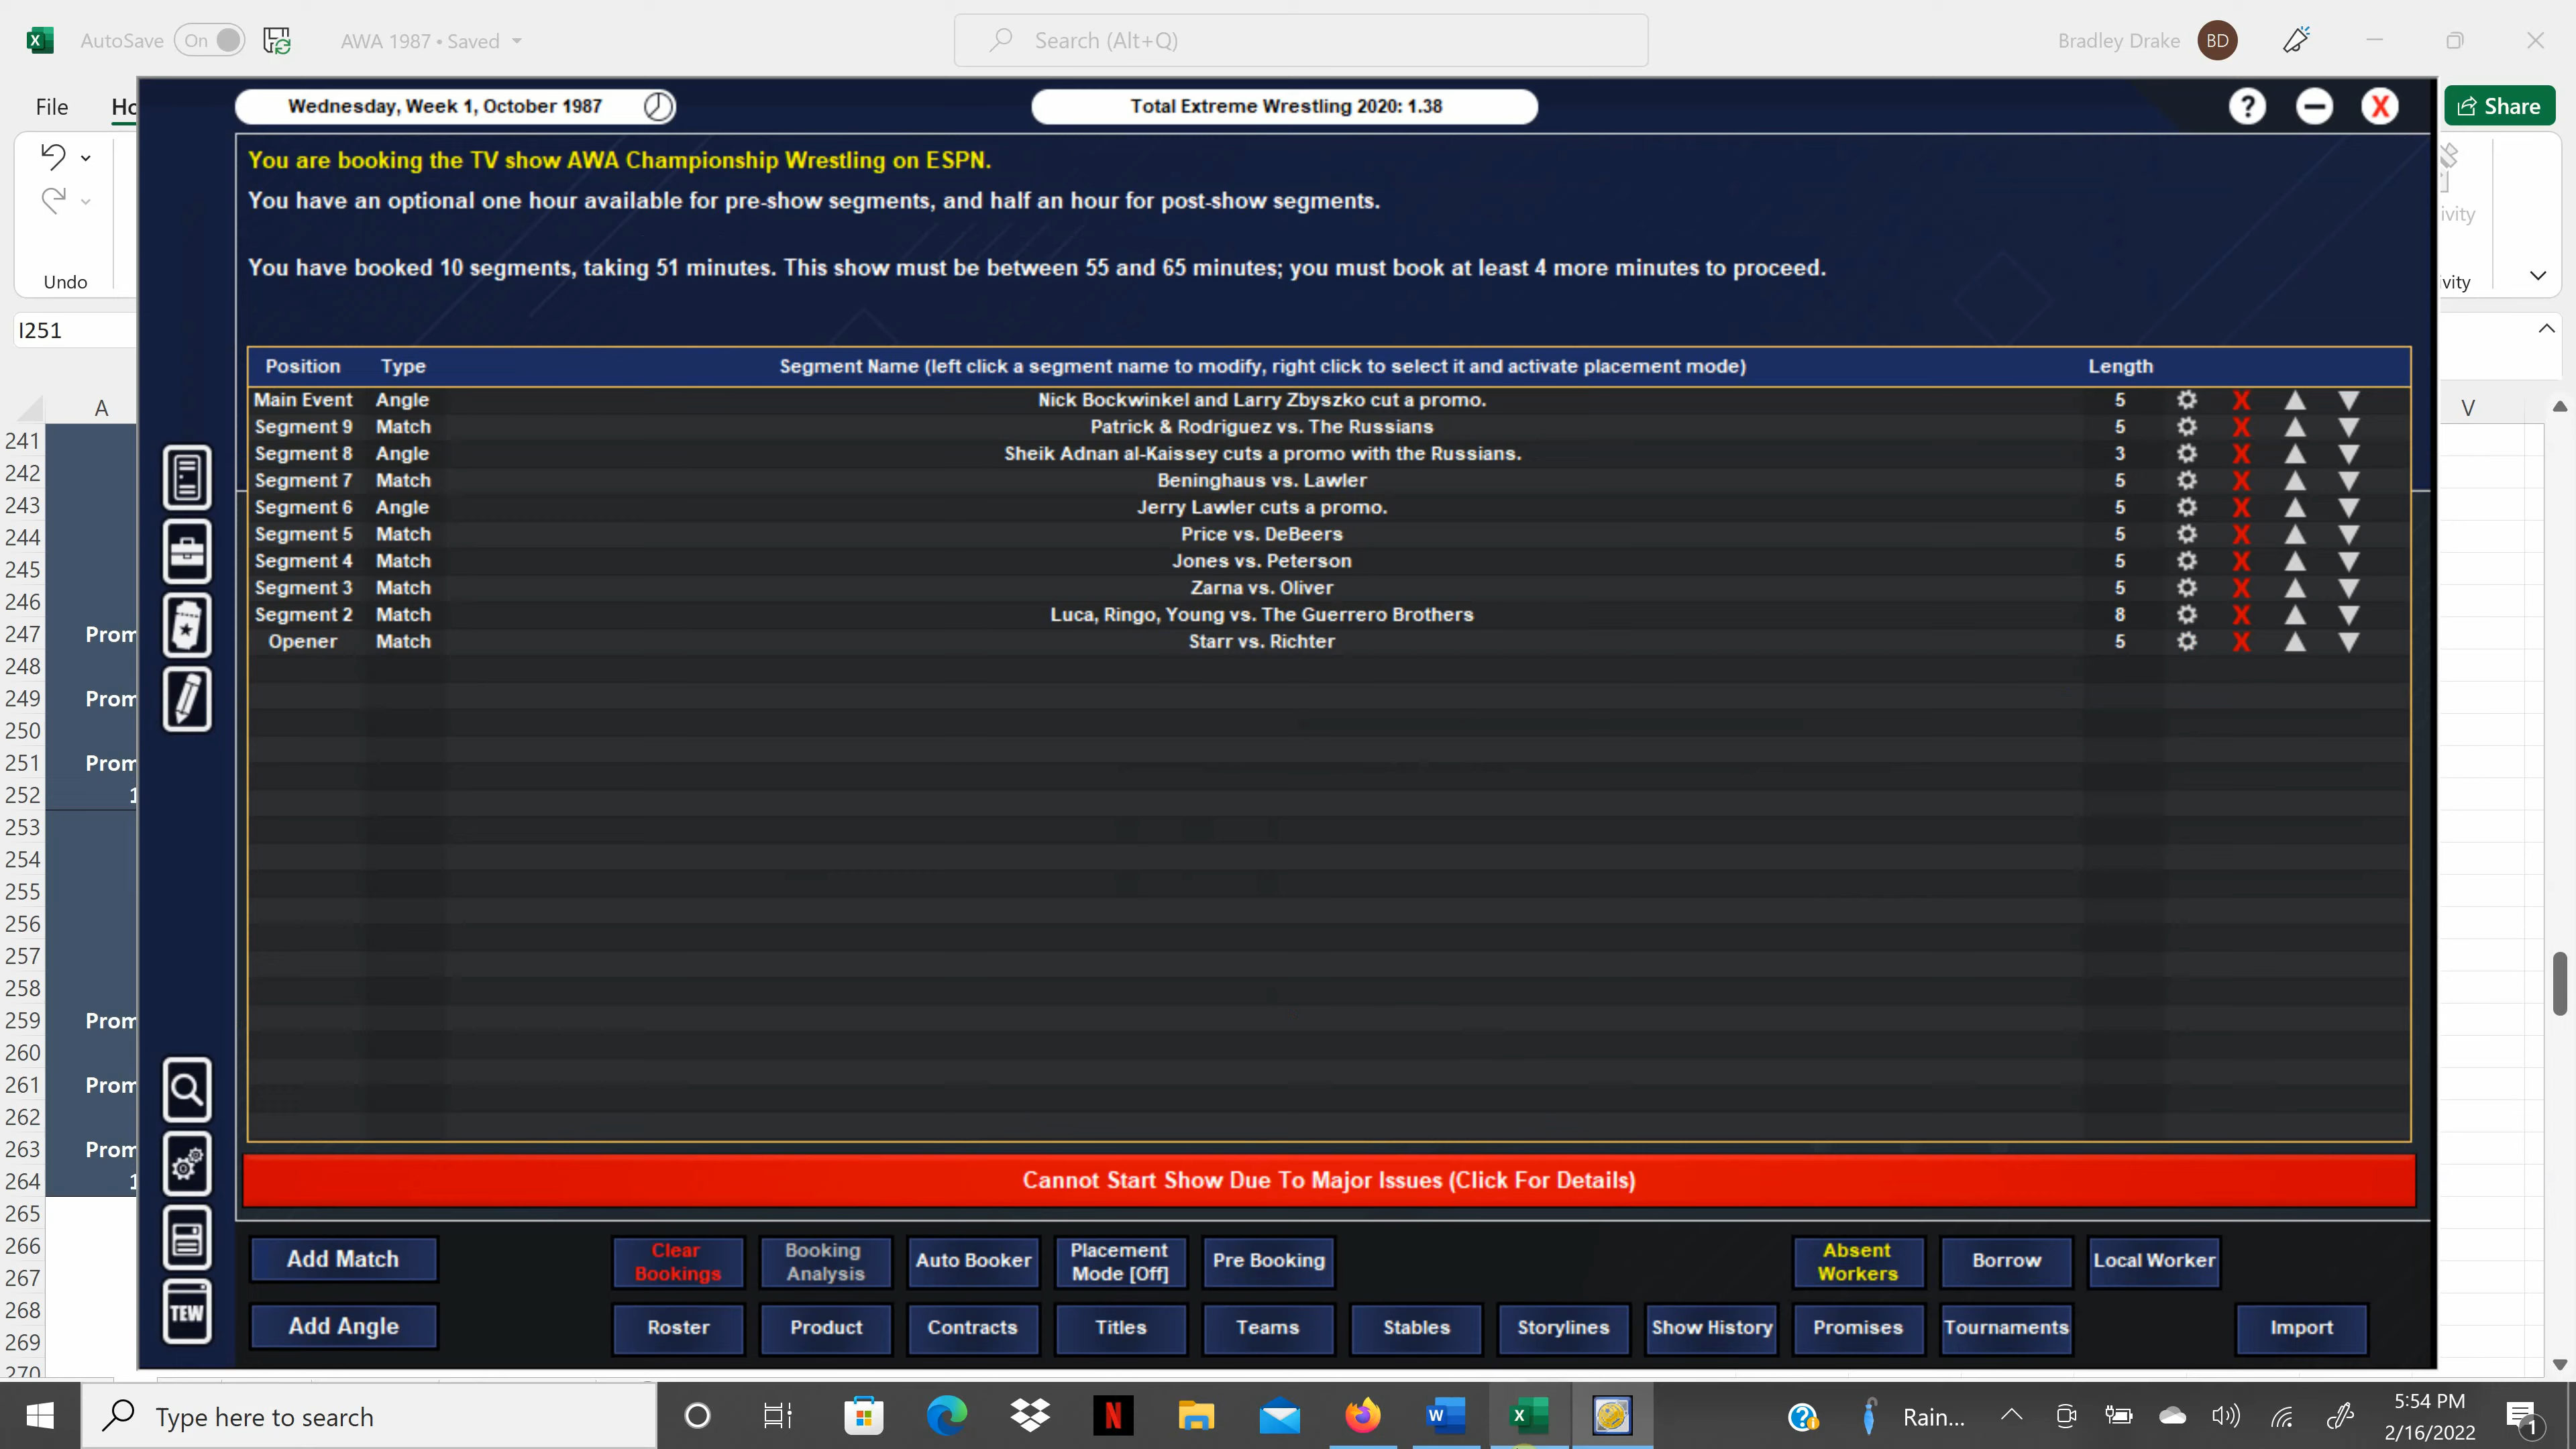 AutoSave On AWA 1987 • Saved Search (Alt+Q) Bradley Drake BD
File Ho Share
Wednesday, Week 1, October 1987 Total Extreme Wrestling 2020: 1.38 ? X
You are booking the TV show AWA Championship Wrestling on ESPN.
You have an optional one hour available for pre-show segments, and half an hour for post-show segments.
You have booked 10 segments, taking 51 minutes. This show must be between 55 and 65 minutes; you must book at least 4 more minutes to proceed.
Undo
ivity
ivity
I251
Position Type Segment Name (left click a segment name to modify, right click to select it and activate placement mode) Length
Main Event Angle Nick Bockwinkel and Larry Zbyszko cut a promo. 5 X
Segment 9 Match Patrick & Rodriguez vs. The Russians 5 X
Segment 8 Angle Sheik Adnan al-Kaissey cuts a promo with the Russians. 3 X
Segment 7 Match Beninghaus vs. Lawler 5 X
Segment 6 Angle Jerry Lawler cuts a promo. 5 X
Segment 5 Match Price vs. DeBeers 5 X
Segment 4 Match Jones vs. Peterson 5 X
Segment 3 Match Zarna vs. Oliver 5 X
Segment 2 Match Luca, Ringo, Young vs. The Guerrero Brothers 8 X
Opener Match Starr vs. Richter 5 X
A V
241
242
243
244
245
246
247 Prom
248
249 Prom
250
251 Prom
252 1
253
254
255
256
257
258
259 Prom
260
261 Prom
262
263 Prom
264 1
265
266
267
268
269
270
Cannot Start Show Due To Major Issues (Click For Details)
Add Match Clear Bookings Booking Analysis Auto Booker Placement Mode [Off] Pre Booking Absent Workers Borrow Local Worker
TEW
Add Angle Roster Product Contracts Titles Teams Stables Storylines Show History Promises Tournaments Import
Type here to search Rain... 5:54 PM
2/16/2022 1